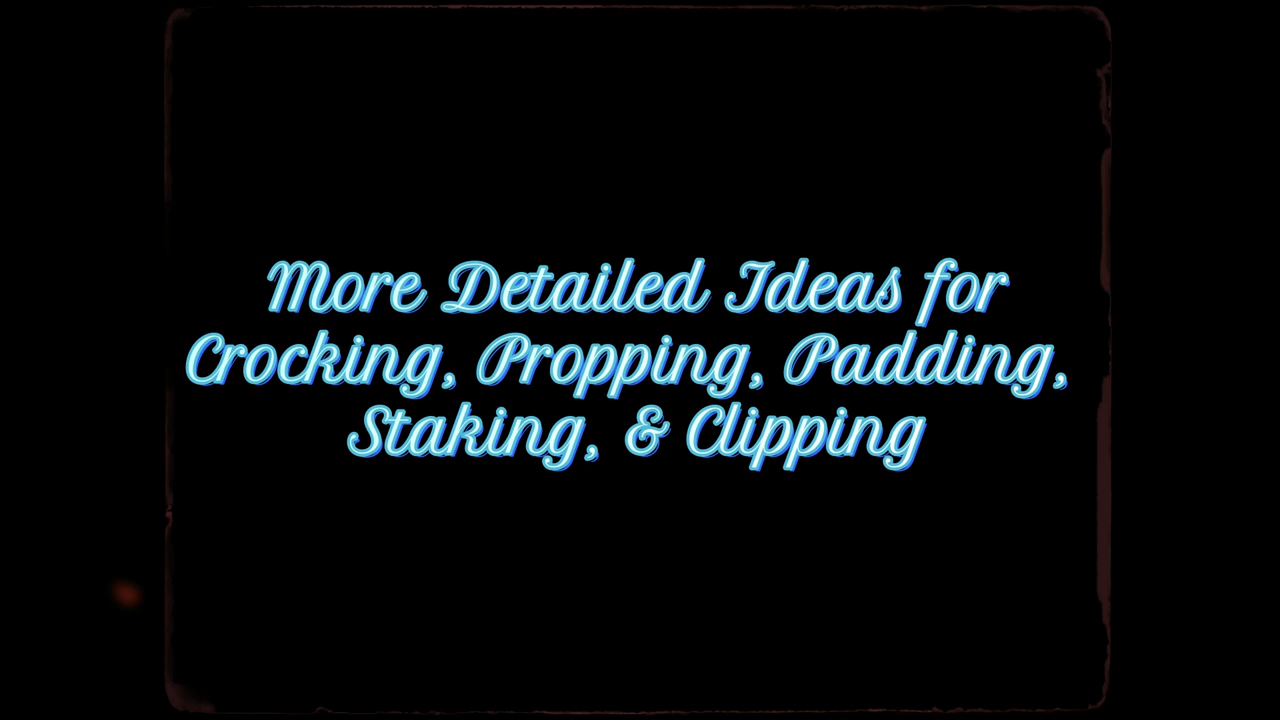 More Detailed Ideas for
Crocking, Propping, Padding,
Staking, & Clipping